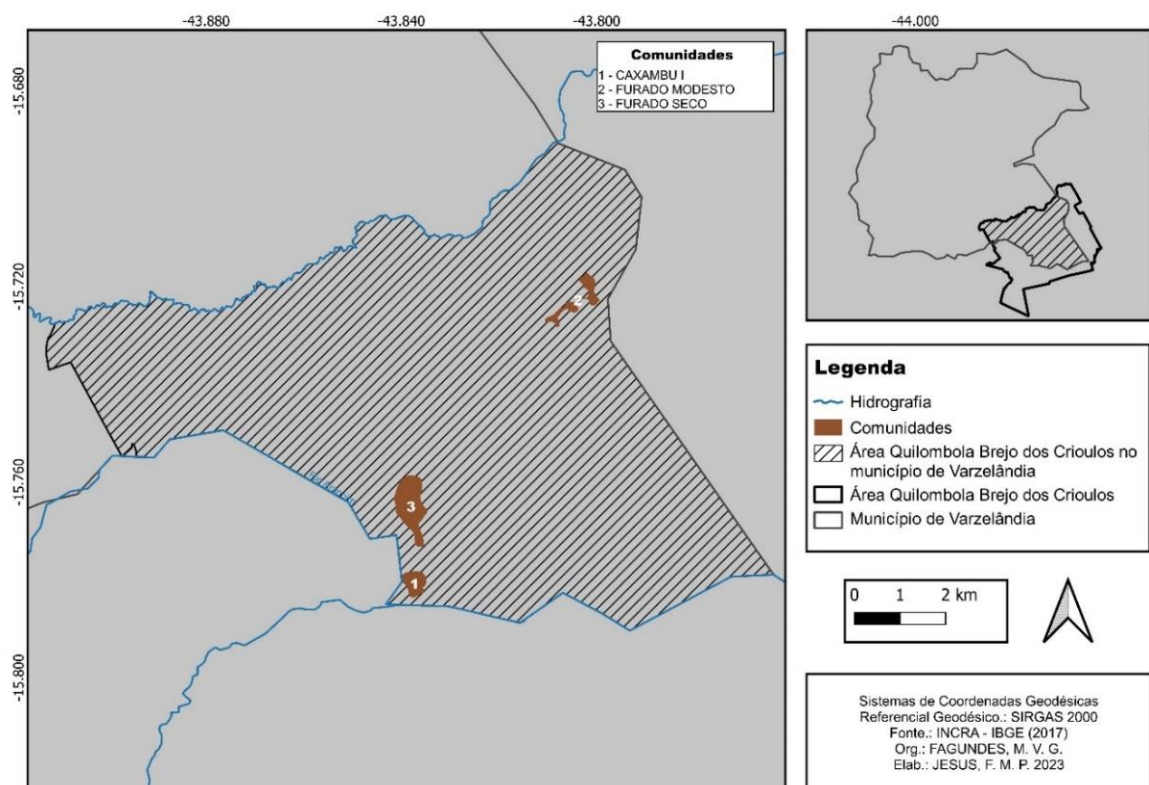 -43.880
-43.840
-43.800
-44.000
-15.680
-15.720
-15.760
-15.800
Comunidades
1 - CAXAMBU I
2 - FURADO MODESTO
3 - FURADO SECO
2
3
1
Legenda
Hidrografia
Comunidades
Área Quilombola Brejo dos Crioulos no
município de Varzelândia
Área Quilombola Brejo dos Crioulos
Município de Varzelândia
0 1 2 km
Sistemas de Coordenadas Geodésicas
Referencial Geodésico.: SIRGAS 2000
Fonte.: INCRA - IBGE (2017)
Org.: FAGUNDES, M. V. G.
Elab.: JESUS, F. M. P. 2023